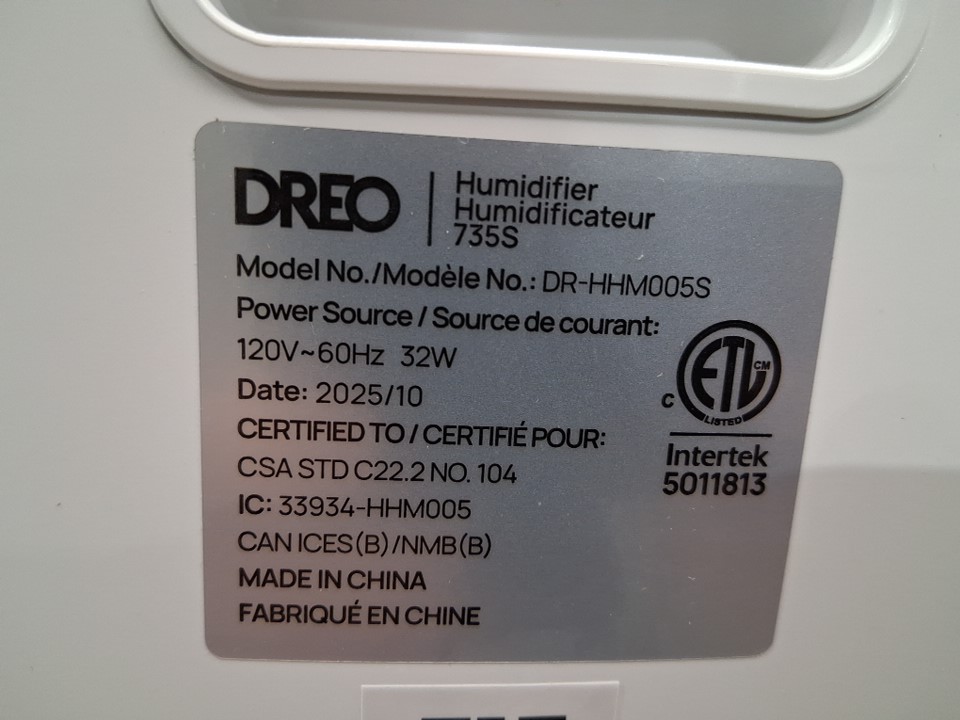 DREO
Humidifier
Humidificateur
735S
Model No./Modèle No.: DR-HHM005S
Power Source / Source de courant:
120V~60Hz 32W
Date: 2025/10
CERTIFIED TO / CERTIFIÉ POUR:
CSA STD C22.2 NO. 104
IC: 33934-HHM005
CAN ICES(B)/NMB(B)
MADE IN CHINA
FABRIQUÉ EN CHINE
C ETL CM
LISTED
Intertek
5011813